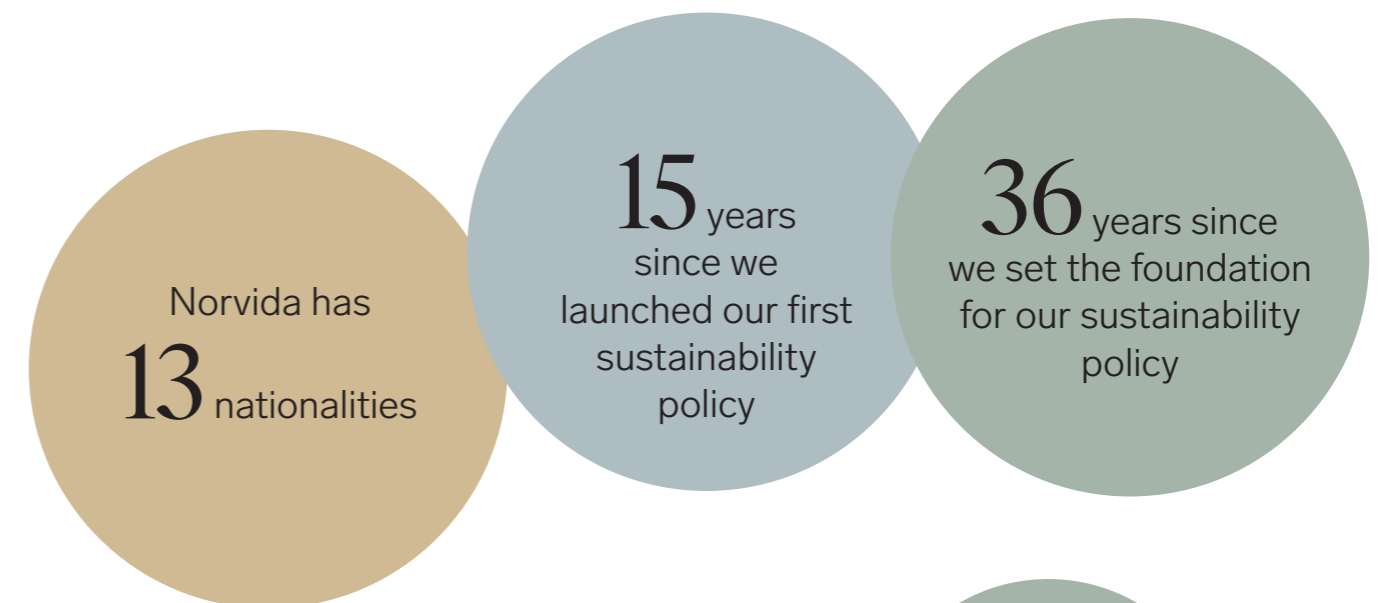 Norvida has
13 nationalities
15 years
since we
launched our first
sustainability
policy
36 years since
we set the foundation
for our sustainability
policy